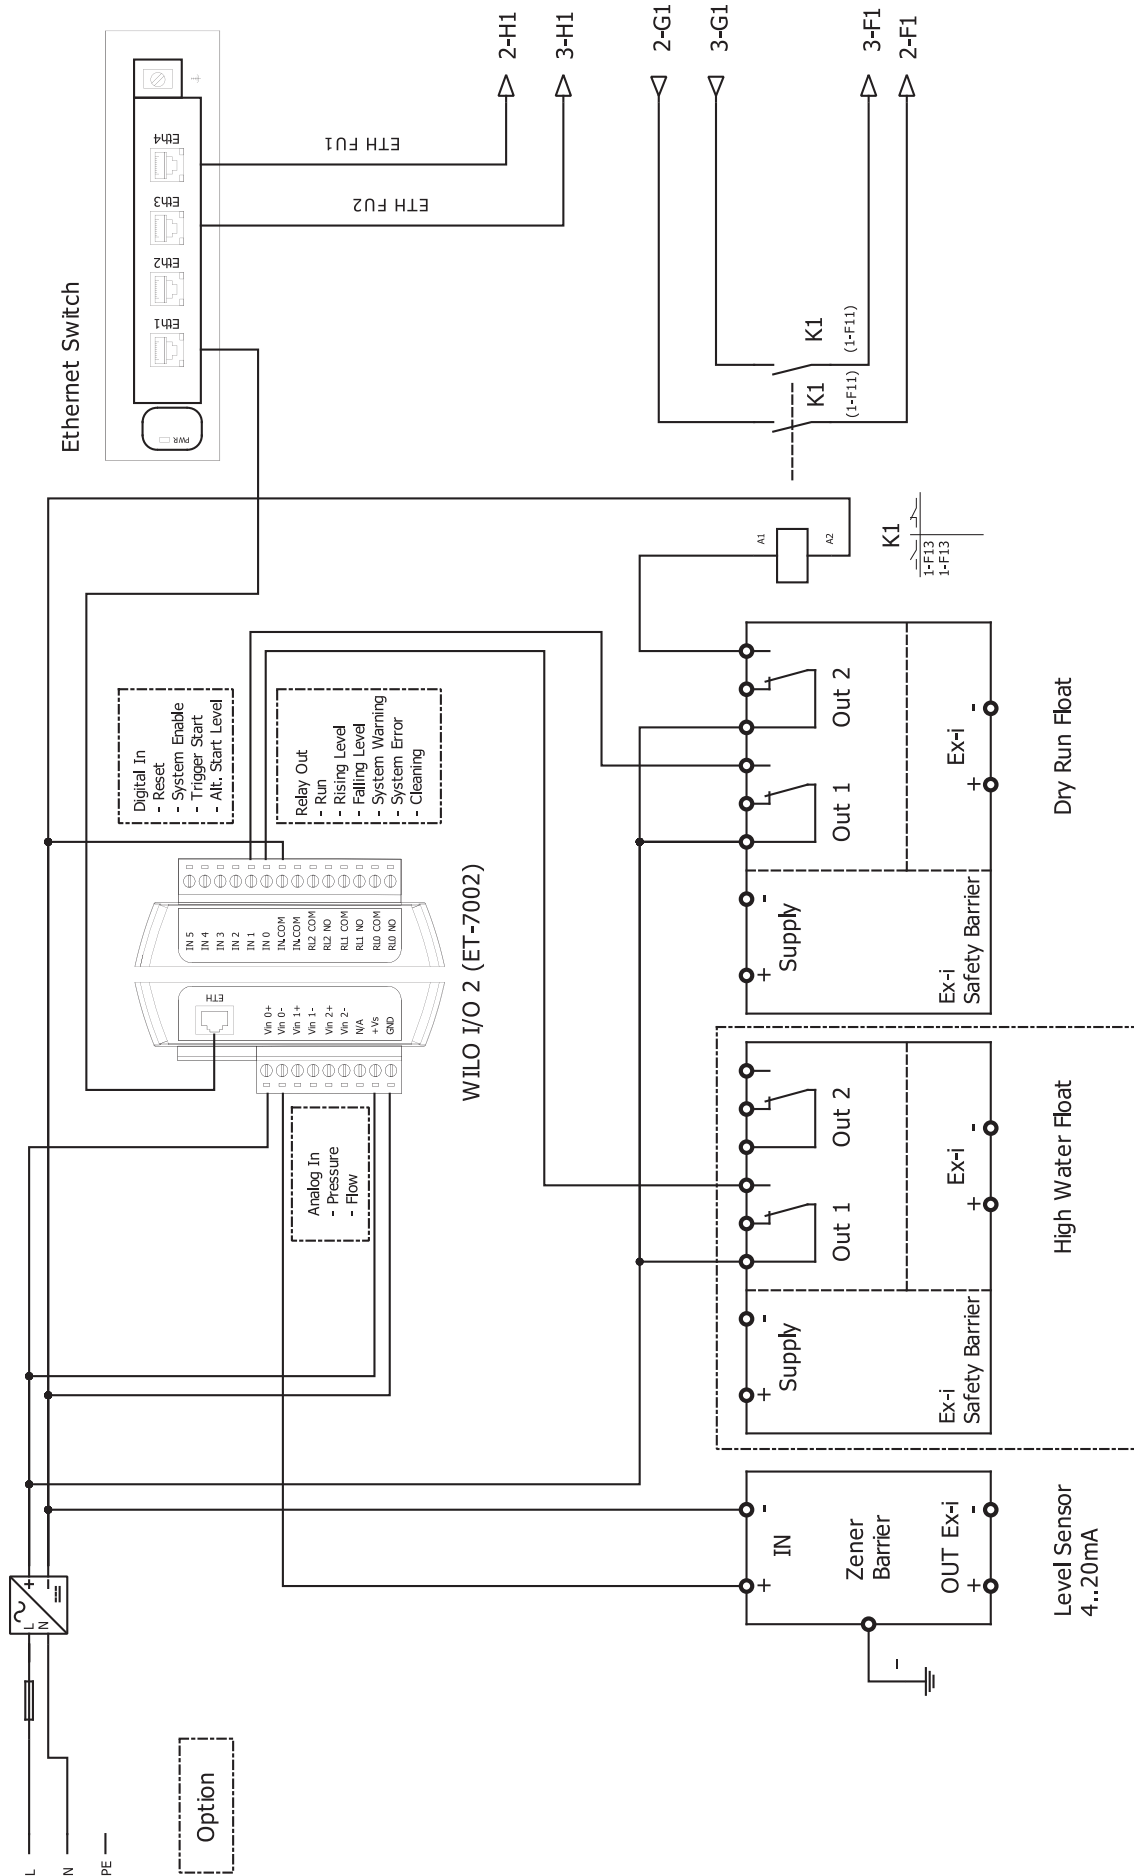 Ethernet Switch
PWR
Eth1
Eth2
Eth3
Eth4
ETH FU1
ETH FU2
2-H1
3-H1
2-G1
3-G1
3-F1
2-F1
K1
(1-F11)
K1
(1-F11)
A1
A2
K1
1-F13
1-F13
Digital In
- Reset
- System Enable
- Trigger Start
- Alt. Start Level
Relay Out
- Run
- Rising Level
- Falling Level
- System Warning
- System Error
- Cleaning
IN 5
IN 4
IN 3
IN 2
IN 1
IN 0
IN.COM
IN.COM
RL2 COM
RL2 NO
RL1 COM
RL1 NO
RL0 COM
RL0 NO
ETH
Vin 0+
Vin 0-
Vin 1+
Vin 1-
Vin 2+
Vin 2-
N/A
+Vs
GND
WILO I/O 2 (ET-7002)
Analog In
- Pressure
- Flow
L
N
PE
L
N
+
-
Option
IN
+
-
Zener
Barrier
OUT Ex-i
+
-
-
Level Sensor
4..20mA
Supply
+
-
Out 1
Out 2
Ex-i
Safety Barrier
Ex-i
+
-
High Water Float
Supply
+
-
Out 1
Out 2
Ex-i
Safety Barrier
Ex-i
+
-
Dry Run Float